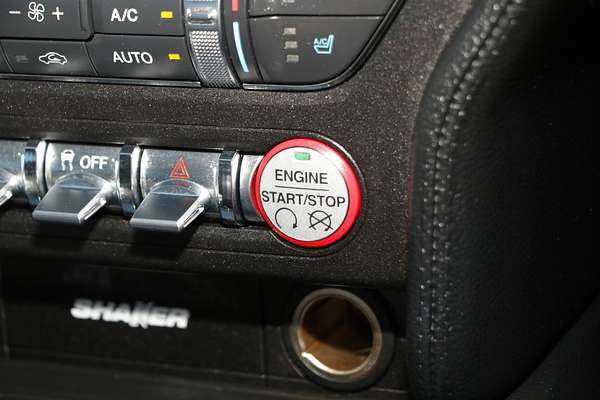 A/C
- +
AUTO
A/C
OFF
ENGINE
START/STOP
SHAKER